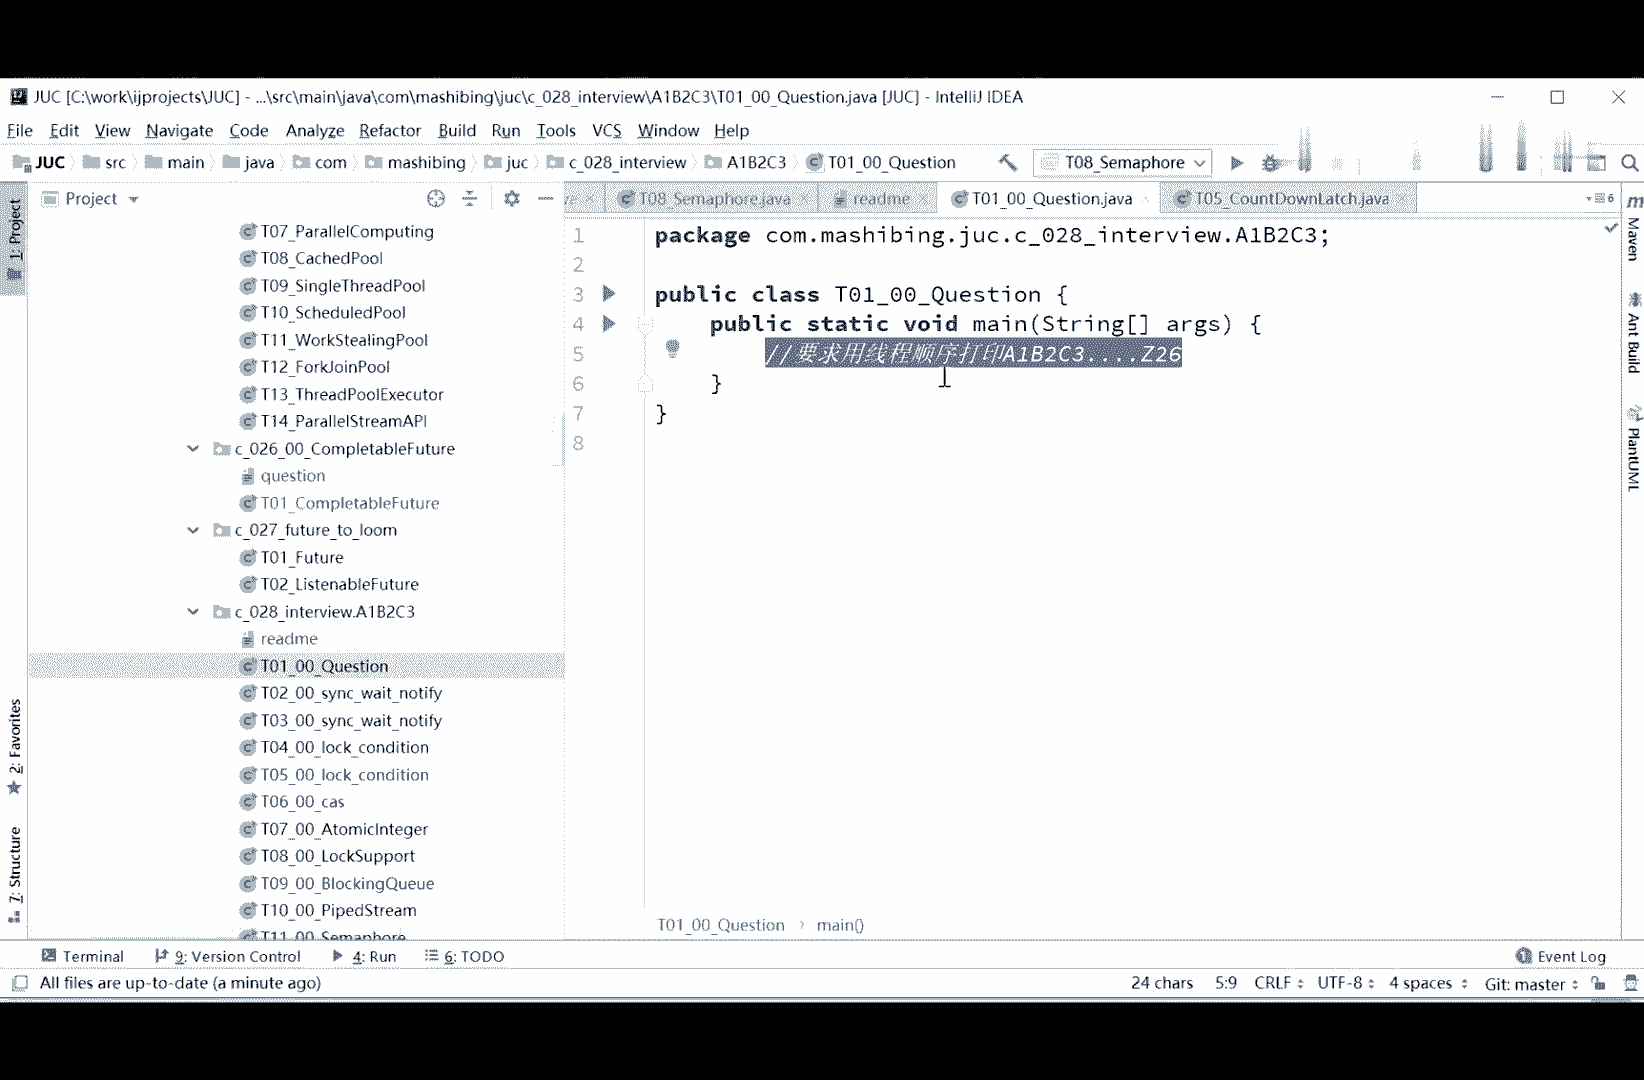 JUC [C:\work\ijprojects\JUC] - ...\src\main\java\com\mashibing\juc\c_028_interview\A1B2C3\T01_00_Question.java [JUC] - IntelliJ IDEA
File Edit View Navigate Code Analyze Refactor Build Run Tools VCS Window Help
JUC src main java com mashibing juc c_028_interview A1B2C3 T01_00_Question T08_Semaphore
Project T08_Semaphore.java readme T01_00_Question.java T05_CountDownLatch.java 6
1: Project
T07_ParallelComputing
T08_CachedPool
T09_SingleThreadPool
T10_ScheduledPool
T11_WorkStealingPool
T12_ForkJoinPool
T13_ThreadPoolExecutor
T14_ParallelStreamAPI
c_026_00_CompletableFuture
question
T01_CompletableFuture
c_027_future_to_loom
T01_Future
T02_ListenableFuture
c_028_interview.A1B2C3
readme
T01_00_Question
T02_00_sync_wait_notify
T03_00_sync_wait_notify
T04_00_lock_condition
T05_00_lock_condition
T06_00_cas
T07_00_AtomicInteger
T08_00_LockSupport
T09_00_BlockingQueue
T10_00_PipedStream
T11_00_Semaphore
2: Favorites
7: Structure
1 package com.mashibing.juc.c_028_interview.A1B2C3;
2
3 public class T01_00_Question {
4 public static void main(String[] args) {
5 //要求用线程顺序打印A1B2C3....Z26
6 }
7 }
8
T01_00_Question main()
m Maven
Ant Build
PlantUML
Terminal 9: Version Control 4: Run 6: TODO 1 Event Log
All files are up-to-date (a minute ago) 24 chars 5:9 CRLF UTF-8 4 spaces Git: master